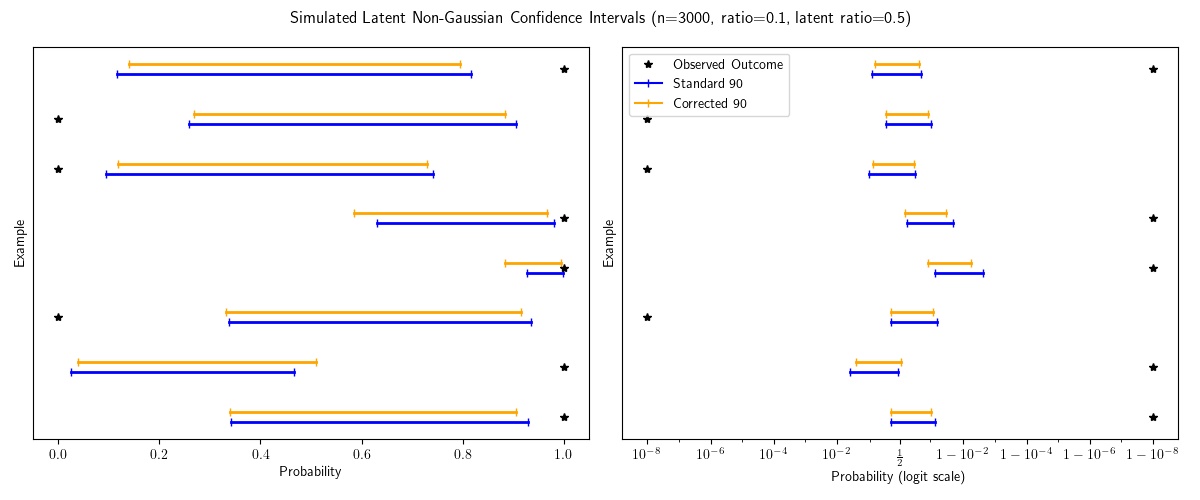 Simulated Latent Non-Gaussian Confidence Intervals (n=3000, ratio=0.1, latent ratio=0.5)
Example
0.0 0.2 0.4 0.6 0.8 1.0
Probability
Observed Outcome
Standard 90
Corrected 90
Example
10⁻⁸ 10⁻⁶ 10⁻⁴ 10⁻² 1/2 1 − 10⁻² 1 − 10⁻⁴ 1 − 10⁻⁶ 1 − 10⁻⁸
Probability (logit scale)